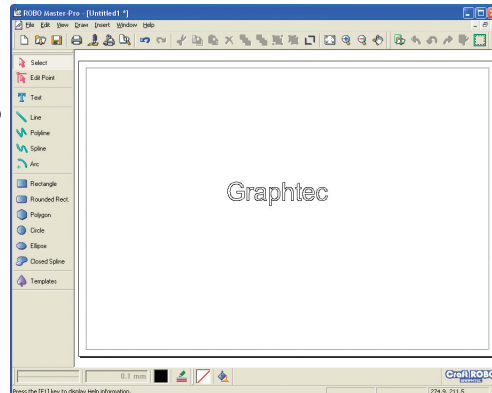 ROBO Master-Pro - [Untitled1 *]
File Edit View Draw Insert Window Help
Select
Edit Point
Text
Line
Polyline
Spline
Arc
Rectangle
Rounded Rect.
Polygon
Circle
Ellipse
Closed Spline
Templates
Graphtec
0.1 mm
Craft ROBO
Press the [F1] key to display Help information.
274.9, 211.5